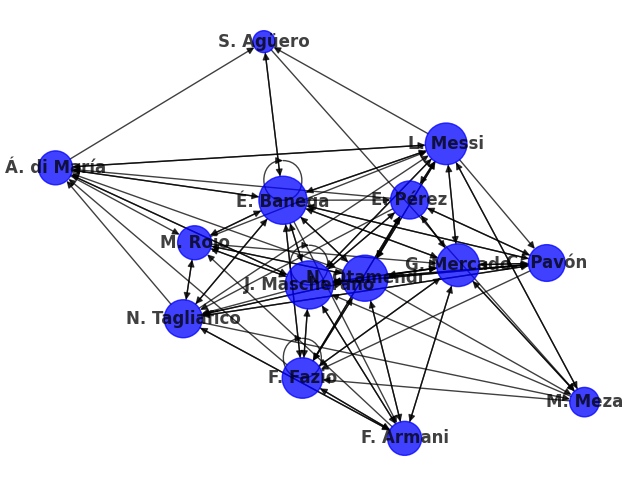 S. Agüero
L. Messi
Á. di María
É. Banega
E. Pérez
M. Rojo
G. Mercado
C. Pavón
N. Otamendi
J. Mascherano
N. Tagliafico
F. Fazio
M. Meza
F. Armani